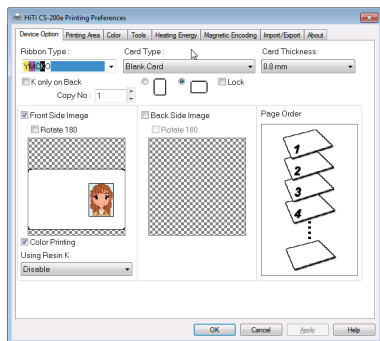 HiTi CS-200e Printing Preferences
Device Option Printing Area Color Tools Heating Energy Magnetic Encoding Import/Export About
Ribbon Type : Card Type : Card Thickness:
YMCKO Blank Card 0.8 mm
K only on Back Lock
Copy No : 1
Front Side Image Back Side Image Page Order
Rotate 180 Rotate 180
1
2
3
4
Color Printing
Using Resin K
Disable
OK Cancel Apply Help